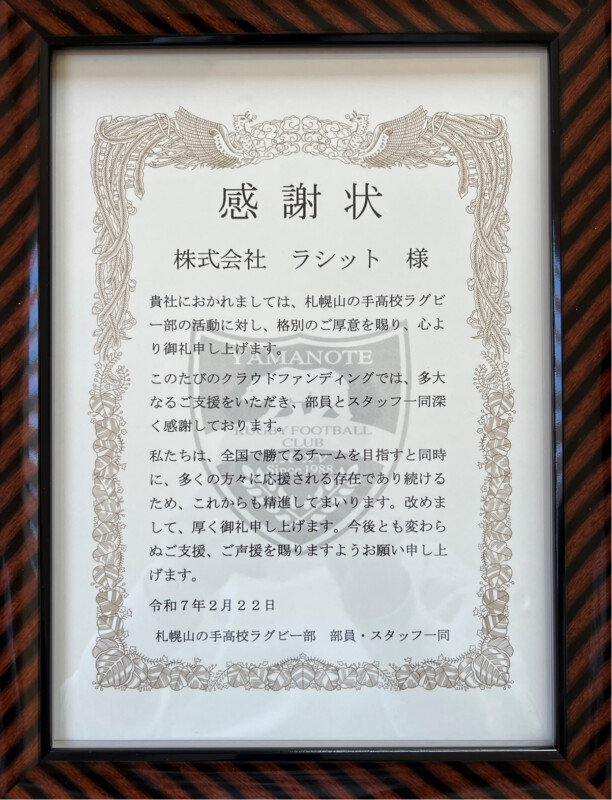 感謝状
株式会社　ラシット　様
貴社におかれましては、札幌山の手高校ラグビ
ー部の活動に対し、格別のご厚意を賜り、心よ
り御礼申し上げます。
YAMANOTE
このたびのクラウドファンディングでは、多大
なるご支援をいただき、部員とスタッフ一同深
く感謝しております。
RUGBY FOOTBALL
CLUB
私たちは、全国で勝てるチームを目指すと同時
Since 1988
に、多くの方々に応援される存在であり続ける
ため、これからも精進してまいります。改めま
して、厚く御礼申し上げます。今後とも変わら
ぬご支援、ご声援を賜りますようお願い申し上
げます。
令和７年２月２２日
札幌山の手高校ラグビー部　部員・スタッフ一同